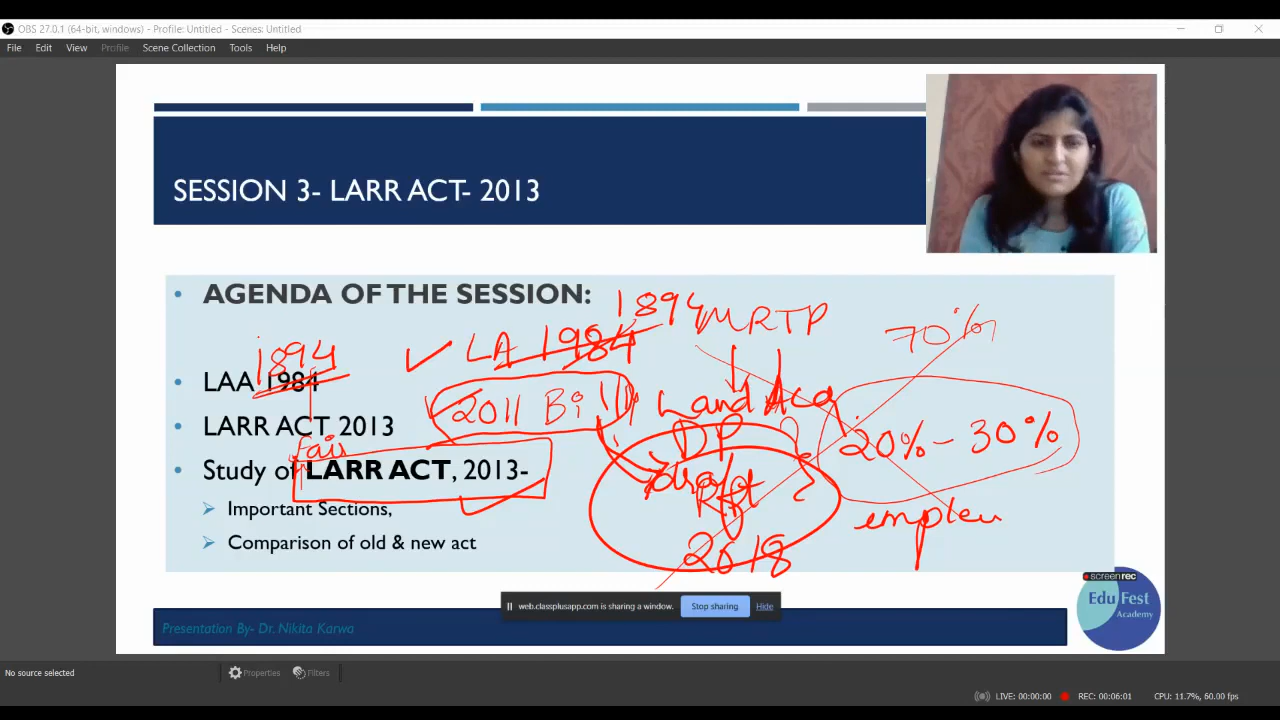 OBS 27.0.1 (64-bit, windows) - Profile: Untitled - Scenes: Untitled
File Edit View Profile Scene Collection Tools Help
SESSION 3- LARR ACT- 2013
• AGENDA OF THE SESSION:
1894 MRTP 70%
1894 ✓ LA 1984
• LAA 1984
2011 Bill Land Acq
• LARR ACT 2013
DP 20% - 30%
fair
• Study of LARR ACT, 2013-
draft
➢ Important Sections,
➢ Comparison of old & new act
2018
web.classplusapp.com is sharing a window. Stop sharing Hide
screenrec
Edu Fest
Academy
Presentation By- Dr. Nikita Karwa
No source selected Properties Filters
LIVE: 00:00:00 REC: 00:06:01 CPU: 11.7%, 60.00 fps